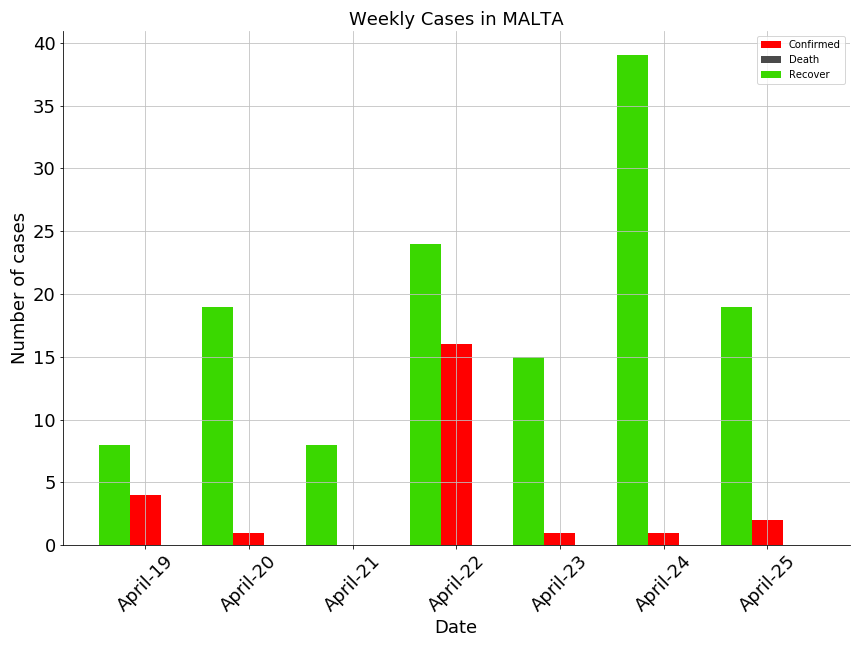 Weekly Cases in MALTA
Confirmed
Death
Recover
Number of cases
40
35
30
25
20
15
10
5
0
April-19
April-20
April-21
April-22
April-23
April-24
April-25
Date